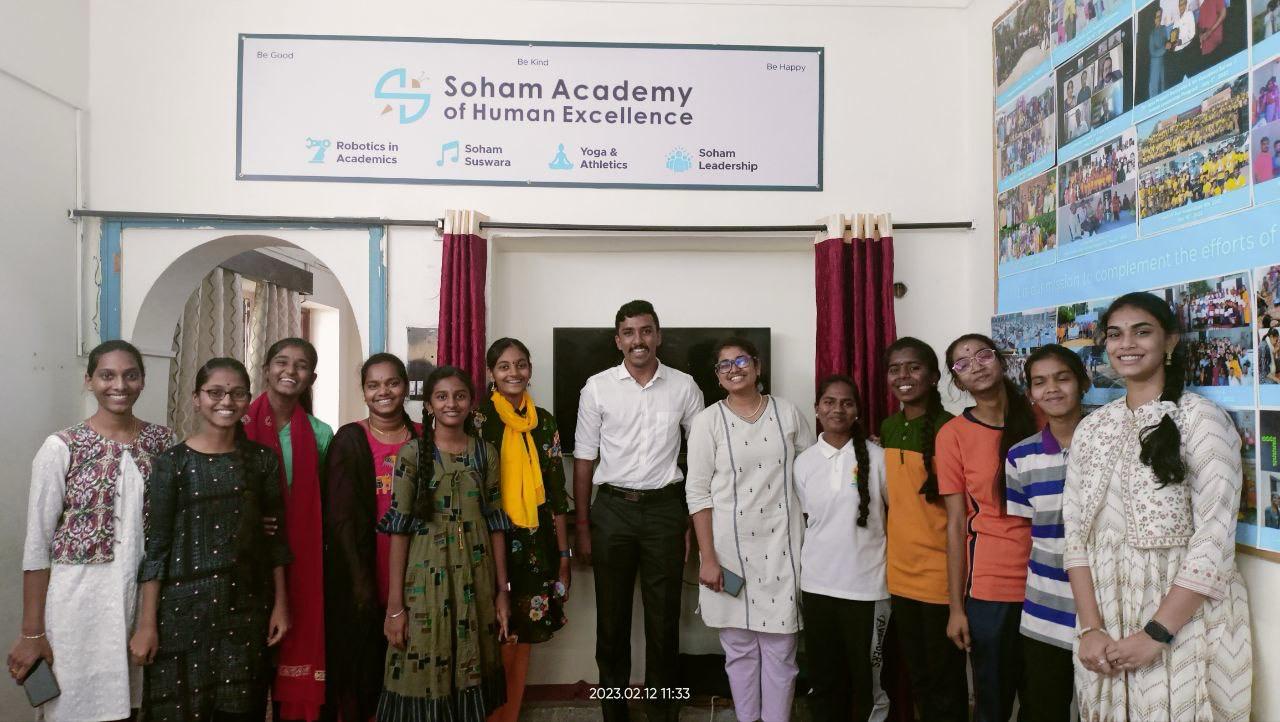 Be Good
Be Kind
Be Happy
Soham Academy
of Human Excellence
Robotics in
Academics
Soham
Suswara
Yoga &
Athletics
Soham
Leadership
mission to complement the efforts of
2023.02.12 11:33